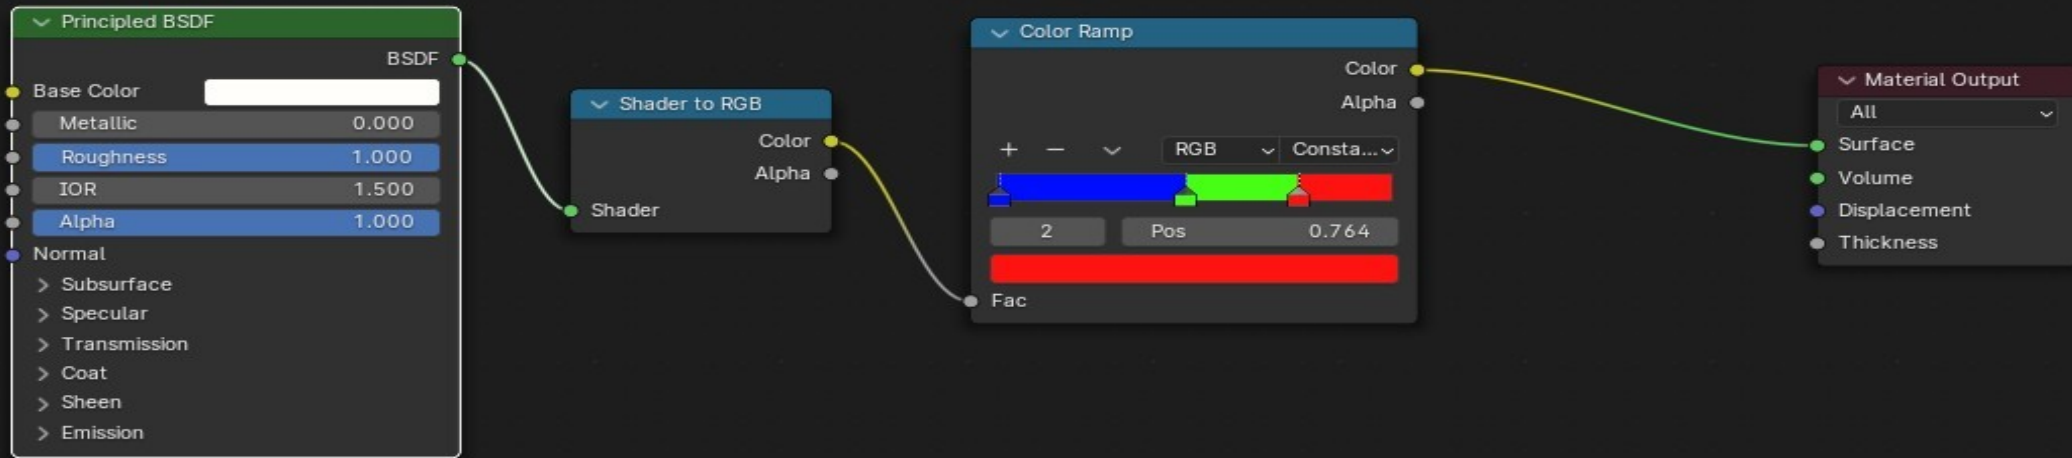 Principled BSDF
BSDF
Base Color
Metallic 0.000
Roughness 1.000
IOR 1.500
Alpha 1.000
Normal
Subsurface
Specular
Transmission
Coat
Sheen
Emission
Shader to RGB
Color
Alpha
Shader
Color Ramp
Color
Alpha
+ − RGB Consta...
2 Pos 0.764
Fac
Material Output
All
Surface
Volume
Displacement
Thickness